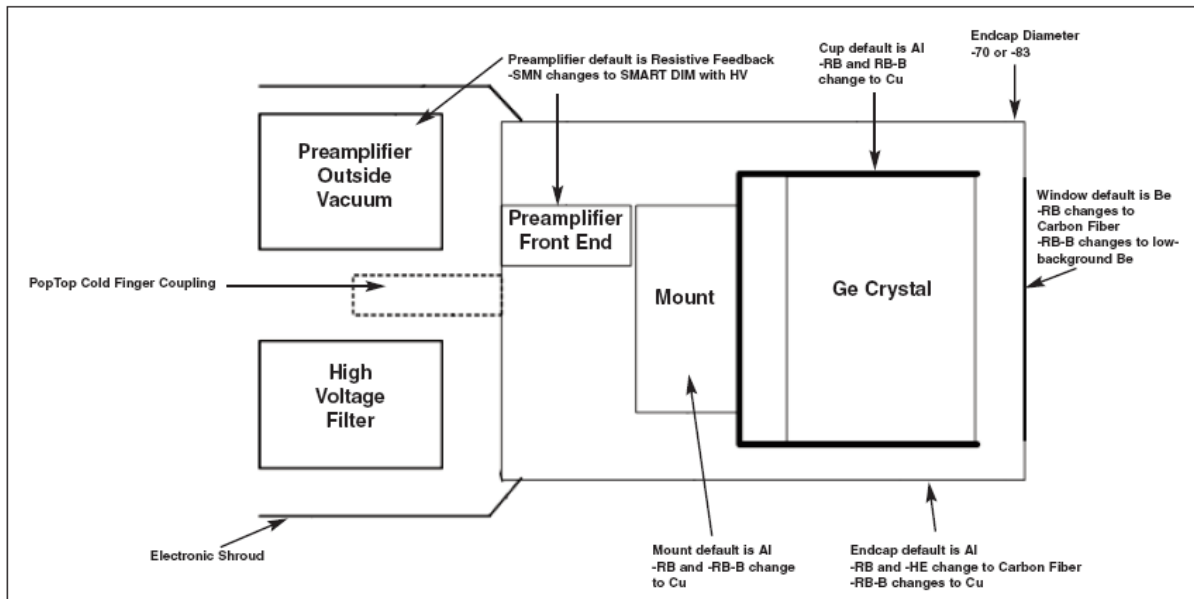 Preamplifier default is Resistive Feedback
-SMN changes to SMART DIM with HV
Cup default is Al
-RB and RB-B
change to Cu
Endcap Diameter
-70 or -83
Preamplifier
Outside
Vacuum
Preamplifier
Front End
Window default is Be
-RB changes to
Carbon Fiber
-RB-B changes to low-
background Be
PopTop Cold Finger Coupling
Mount
Ge Crystal
High
Voltage
Filter
Electronic Shroud
Mount default is Al
-RB and -RB-B change
to Cu
Endcap default is Al
-RB and -HE change to Carbon Fiber
-RB-B changes to Cu